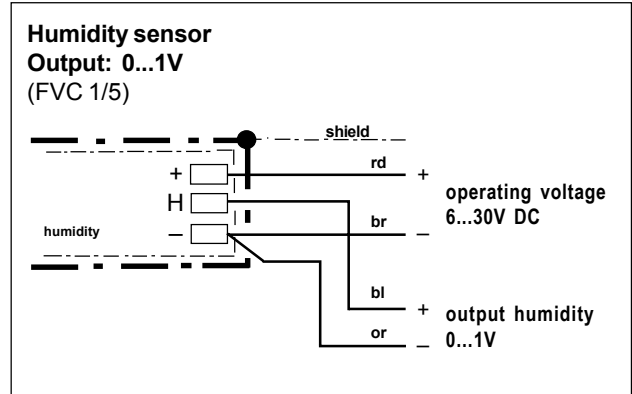 Humidity sensor
Output: 0...1V
(FVC 1/5)
shield
rd
+ +
operating voltage
H
6...30V DC
humidity
br
– –
bl
+
output humidity
or
–
0...1V